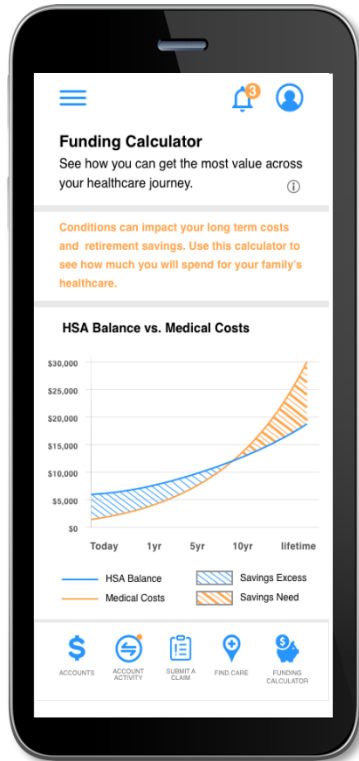 3
Funding Calculator
See how you can get the most value across
your healthcare journey.
i
Conditions can impact your long term costs
and retirement savings. Use this calculator to
see how much you will spend for your family's
healthcare.
HSA Balance vs. Medical Costs
$30,000
$25,000
$20,000
$15,000
$10,000
$5,000
$0
Today 1yr 5yr 10yr lifetime
HSA Balance Savings Excess
Medical Costs Savings Need
$ $
ACCOUNTS ACCOUNT ACTIVITY SUBMIT A CLAIM FIND CARE FUNDING CALCULATOR